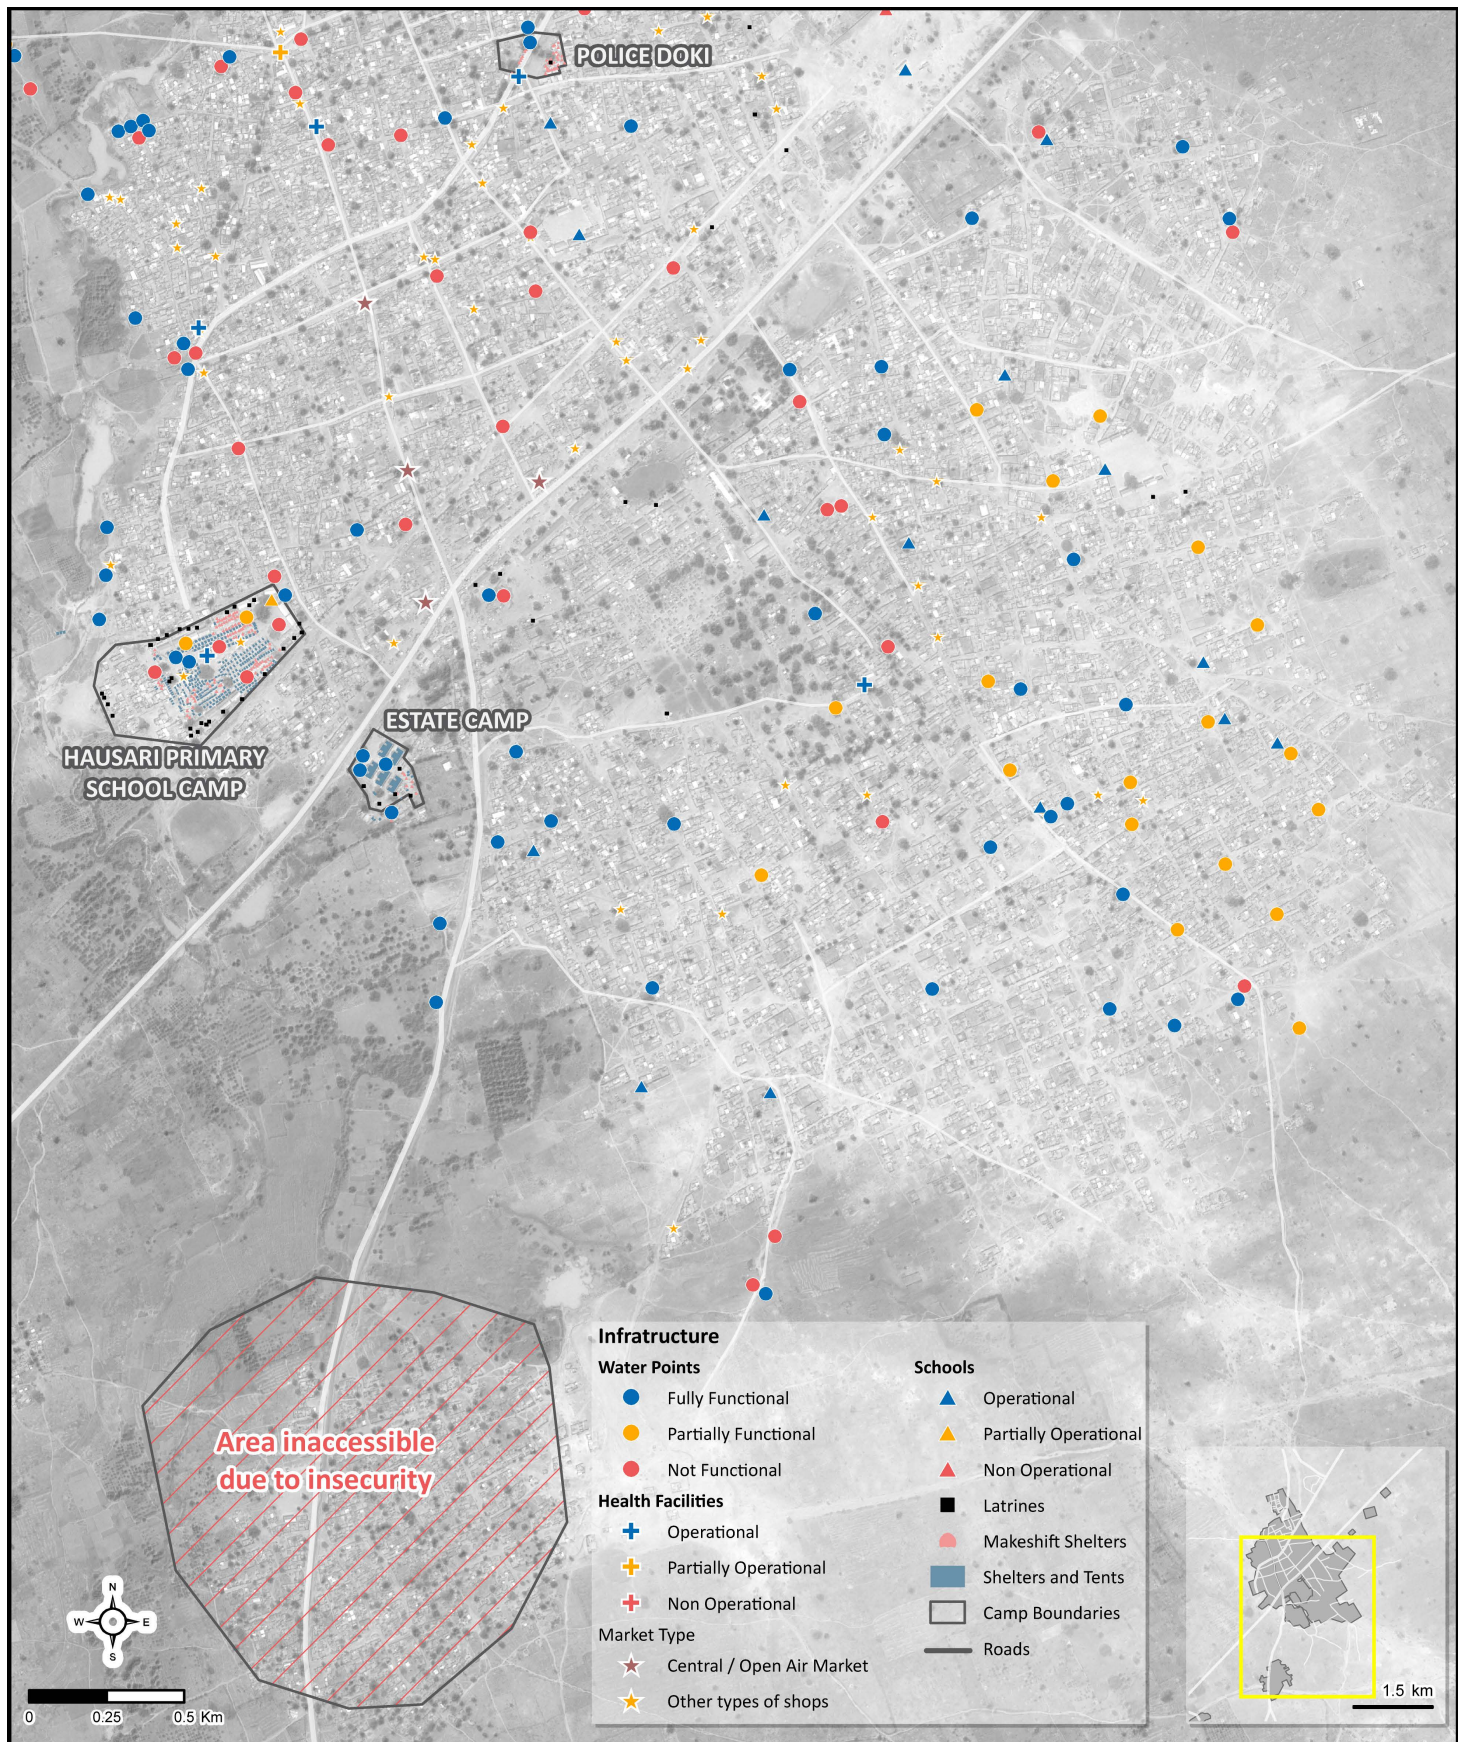 POLICE DOKI
ESTATE CAMP
HAUSARI PRIMARY
SCHOOL CAMP
Area inaccessible
due to insecurity
Infratructure
Water Points
Fully Functional
Partially Functional
Not Functional
Health Facilities
Operational
Partially Operational
Non Operational
Market Type
Central / Open Air Market
Other types of shops
Schools
Operational
Partially Operational
Non Operational
Latrines
Makeshift Shelters
Shelters and Tents
Camp Boundaries
Roads
N
W E
S
0 0.25 0.5 Km
1.5 km